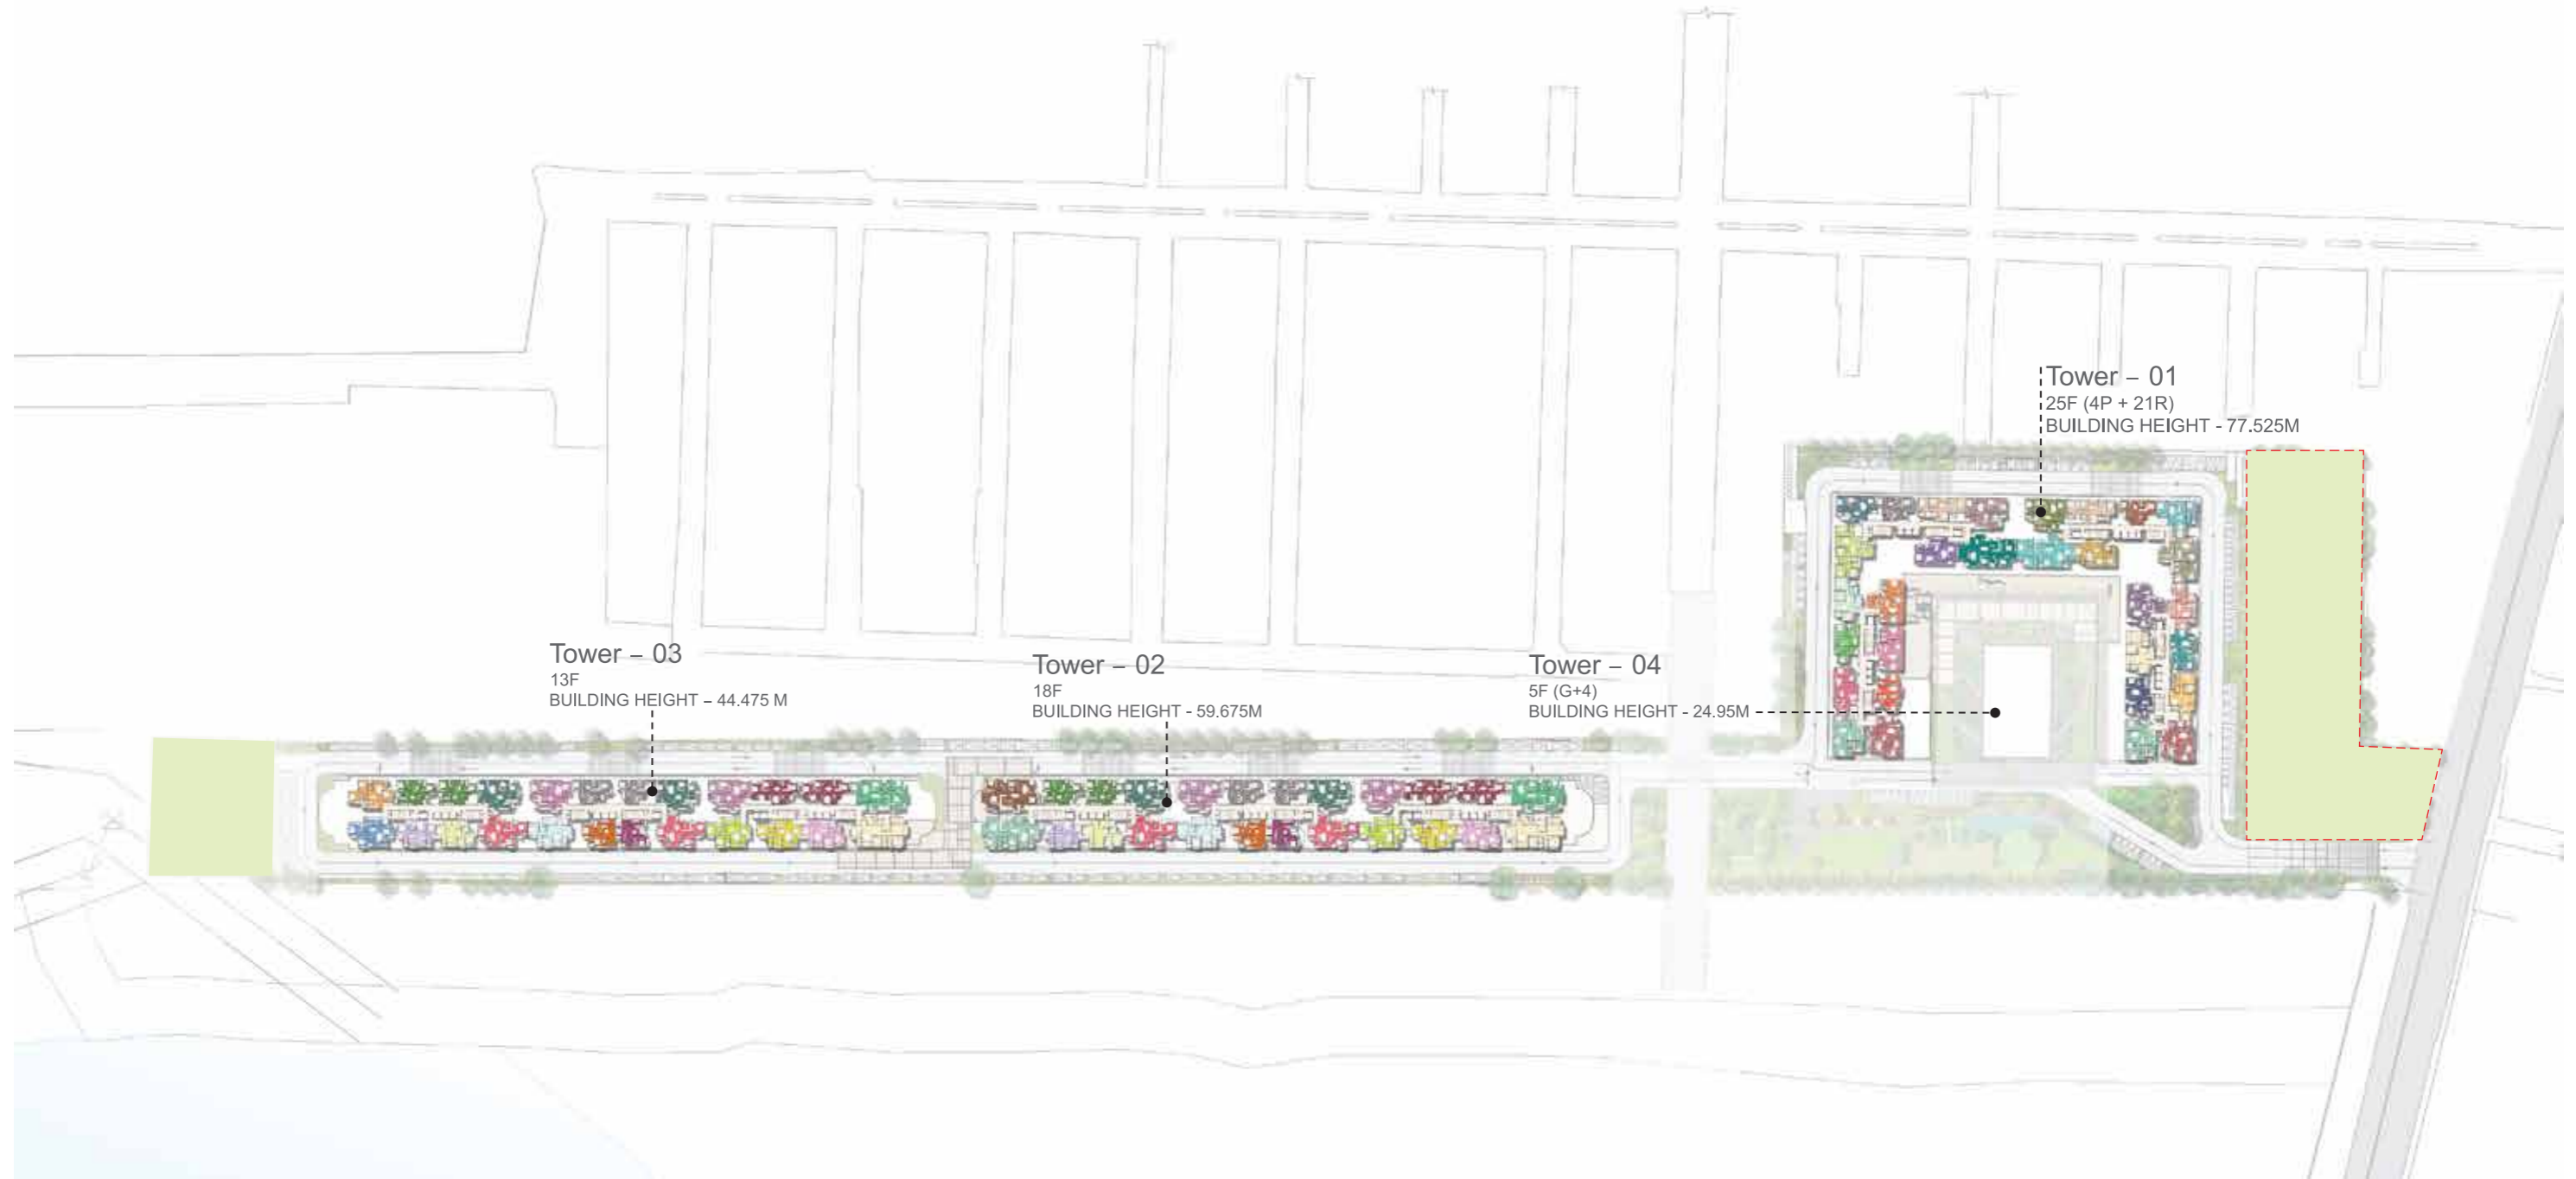 Tower – 01
25F (4P + 21R)
BUILDING HEIGHT - 77.525M
Tower – 03
13F
BUILDING HEIGHT – 44.475 M
Tower – 02
18F
BUILDING HEIGHT - 59.675M
Tower – 04
5F (G+4)
BUILDING HEIGHT - 24.95M